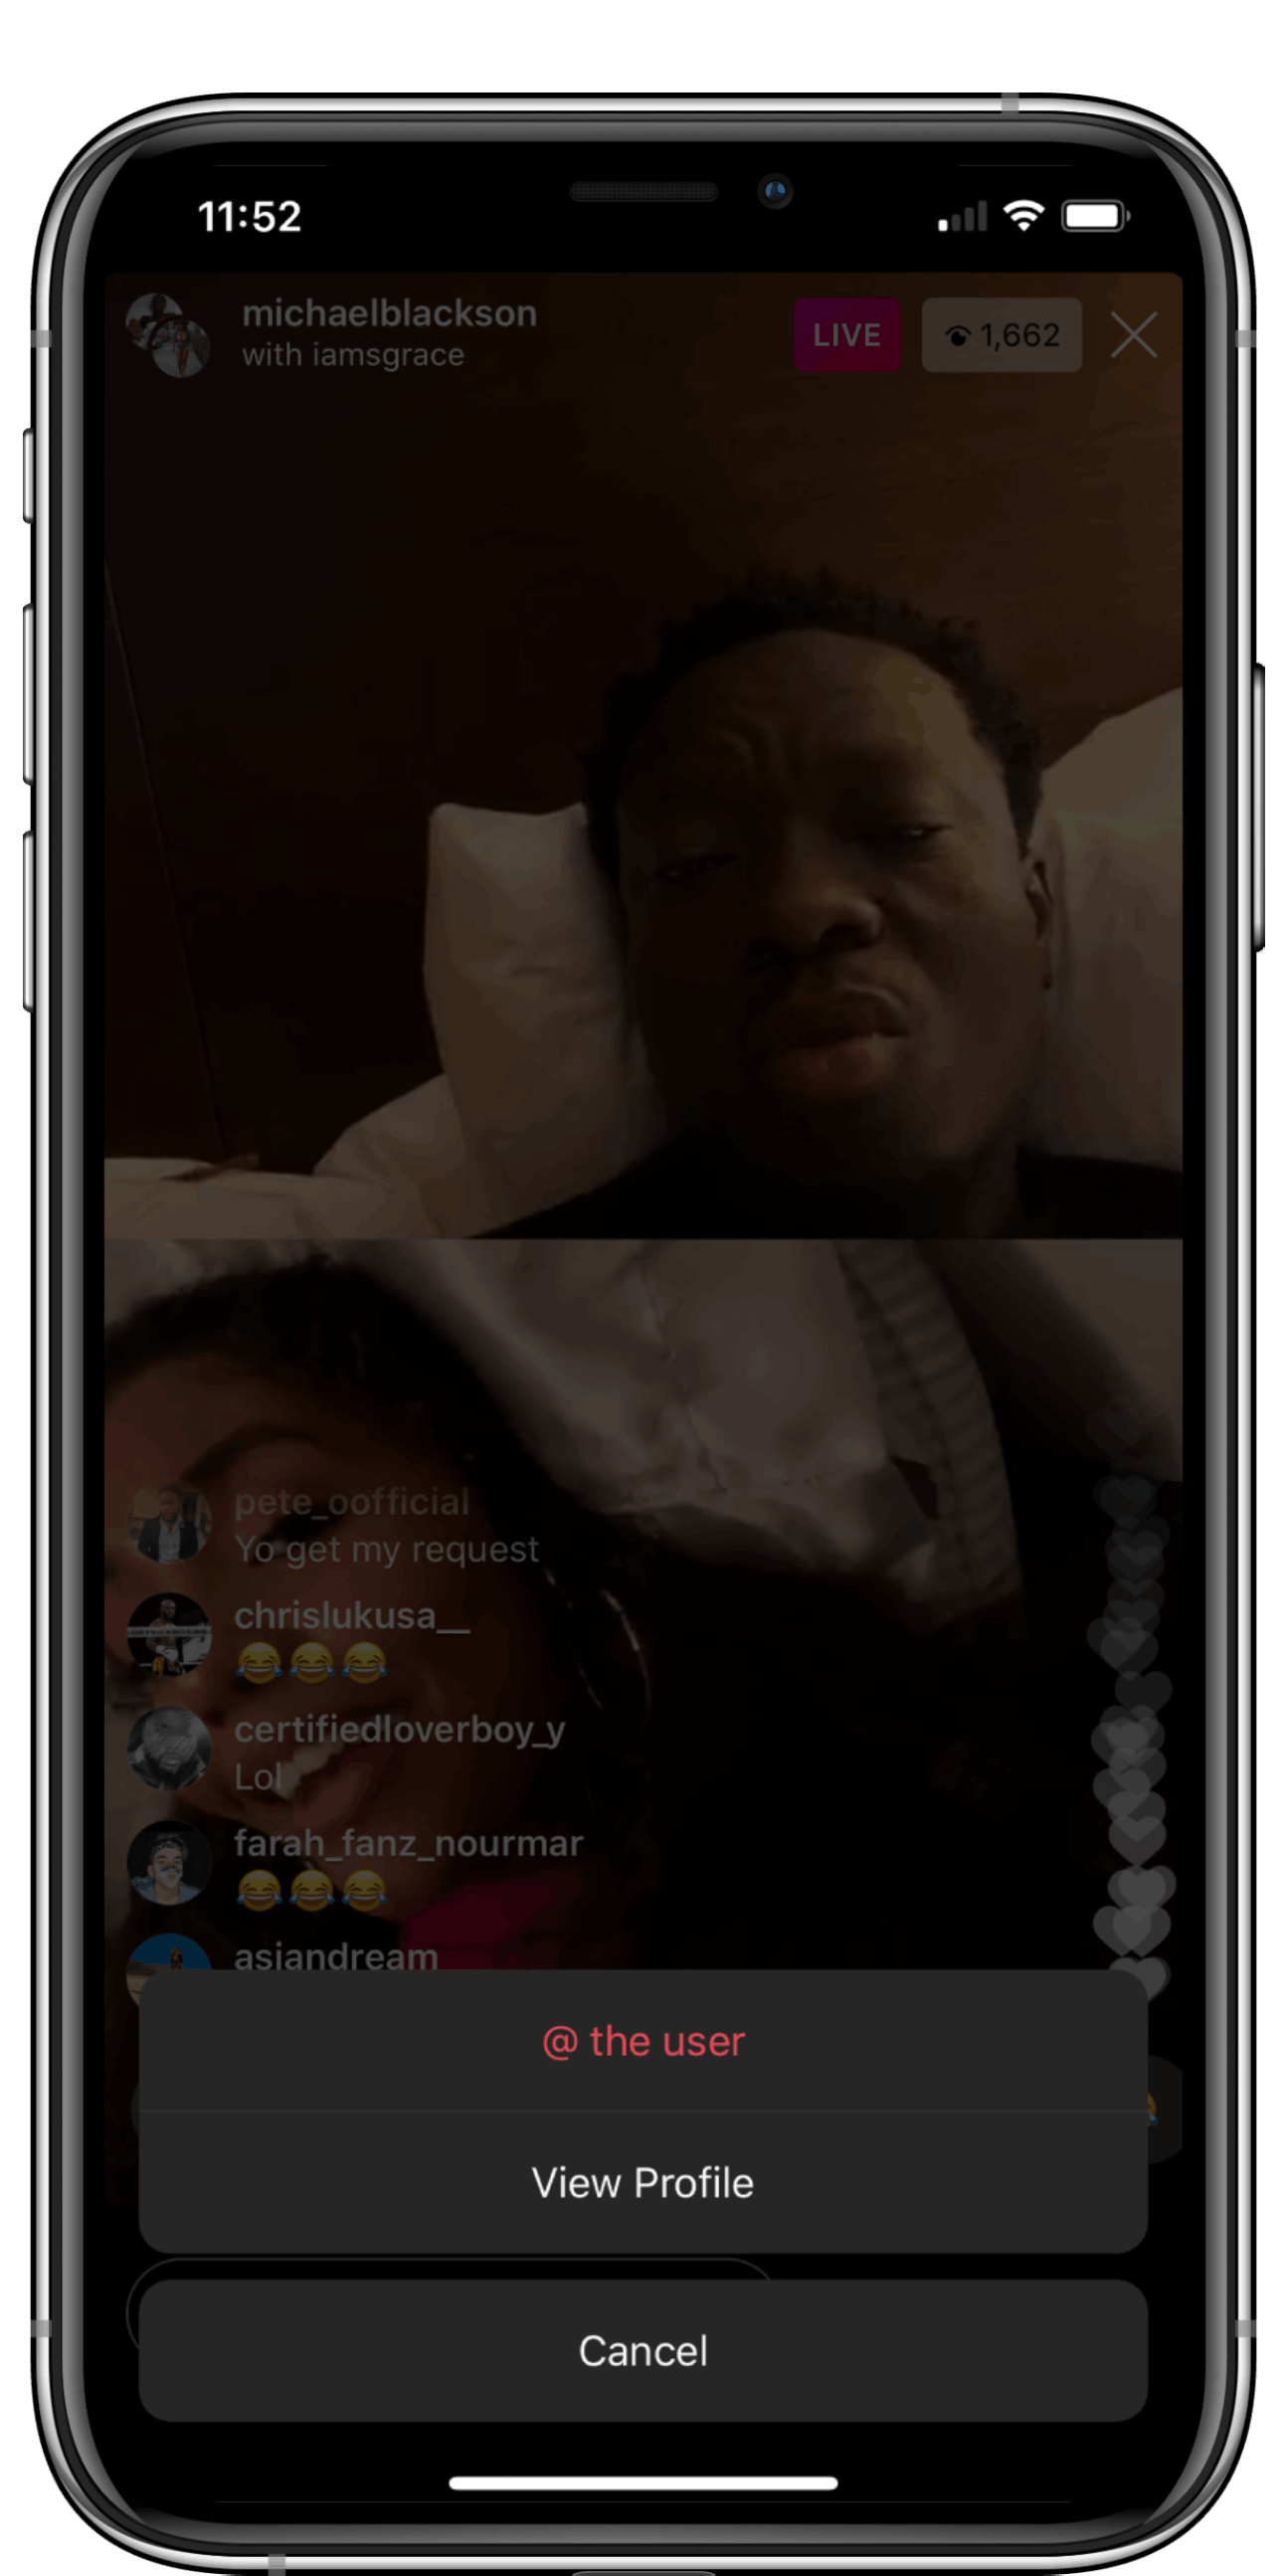 11:52
michaelblackson
with iamsgrace
LIVE
1,662
pete_oofficial
Yo get my request
chrislukusa__
😂😂😂
certifiedloverboy_y
Lol
farah_fanz_nourmar
😂😂😂
asiandream
@ the user
View Profile
Cancel